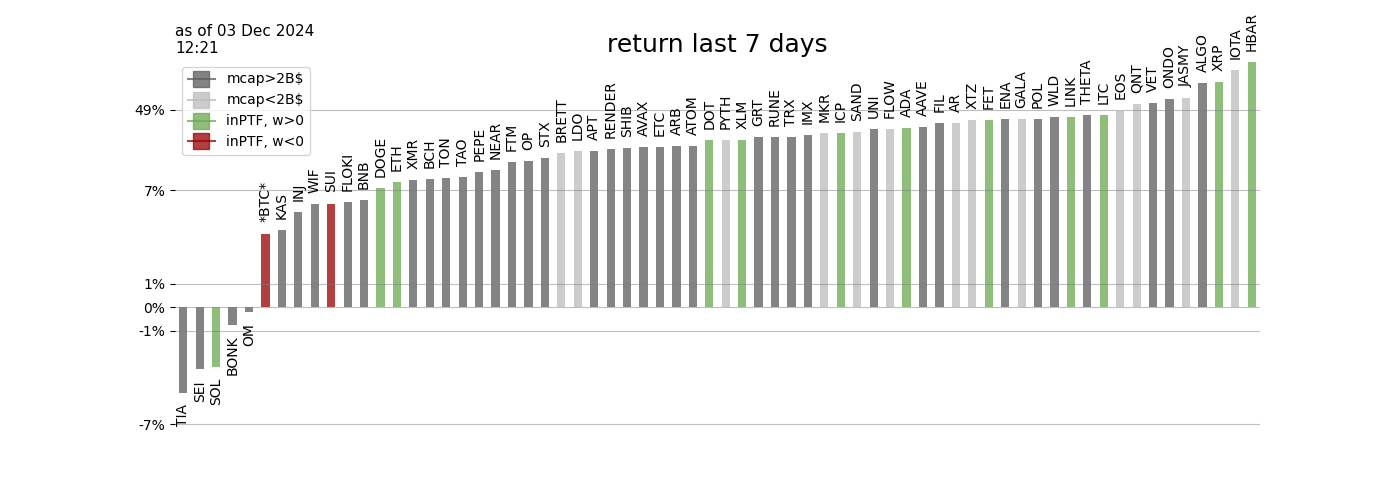 as of 03 Dec 2024
12:21
return last 7 days
mcap>2B$
mcap<2B$
inPTF, w>0
inPTF, w<0
49%
7%
1%
0%
-1%
-7%
TIA
SEI
SOL
BONK
OM
*BTC*
KAS
INJ
WIF
SUI
FLOKI
BNB
DOGE
ETH
XMR
BCH
TON
TAO
PEPE
NEAR
FTM
OP
STX
BRETT
LDO
APT
RENDER
SHIB
AVAX
ETC
ARB
ATOM
DOT
PYTH
XLM
GRT
RUNE
TRX
IMX
MKR
ICP
SAND
UNI
FLOW
ADA
AAVE
FIL
AR
XTZ
FET
ENA
GALA
POL
WLD
LINK
THETA
LTC
EOS
QNT
VET
ONDO
JASMY
ALGO
XRP
IOTA
HBAR